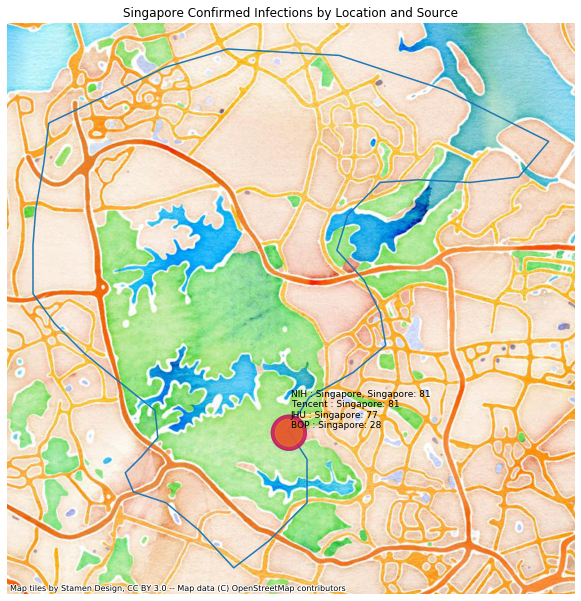 Singapore Confirmed Infections by Location and Source
NIH : Singapore, Singapore: 81
Tencent : Singapore: 81
JHU : Singapore: 77
BOP : Singapore: 28
Map tiles by Stamen Design, CC BY 3.0 -- Map data (C) OpenStreetMap contributors